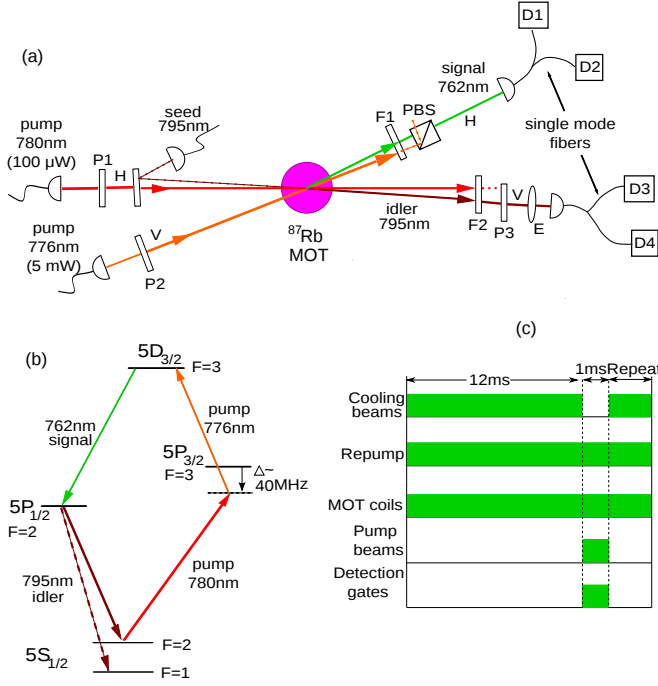 (a)
pump
780nm
(100 µW)
P1
H
seed
795nm
pump
776nm
(5 mW)
V
P2
87Rb
MOT
signal
762nm
F1
PBS
H
D1
D2
single mode
fibers
idler
795nm
F2
P3
V
E
D3
D4
(b)
5D3/2
F=3
762nm
signal
pump
776nm
5P3/2
F=3
Δ~
40MHz
5P1/2
F=2
795nm
idler
pump
780nm
F=2
5S1/2
F=1
(c)
12ms
1ms
Repeat
Cooling
beams
Repump
MOT coils
Pump
beams
Detection
gates